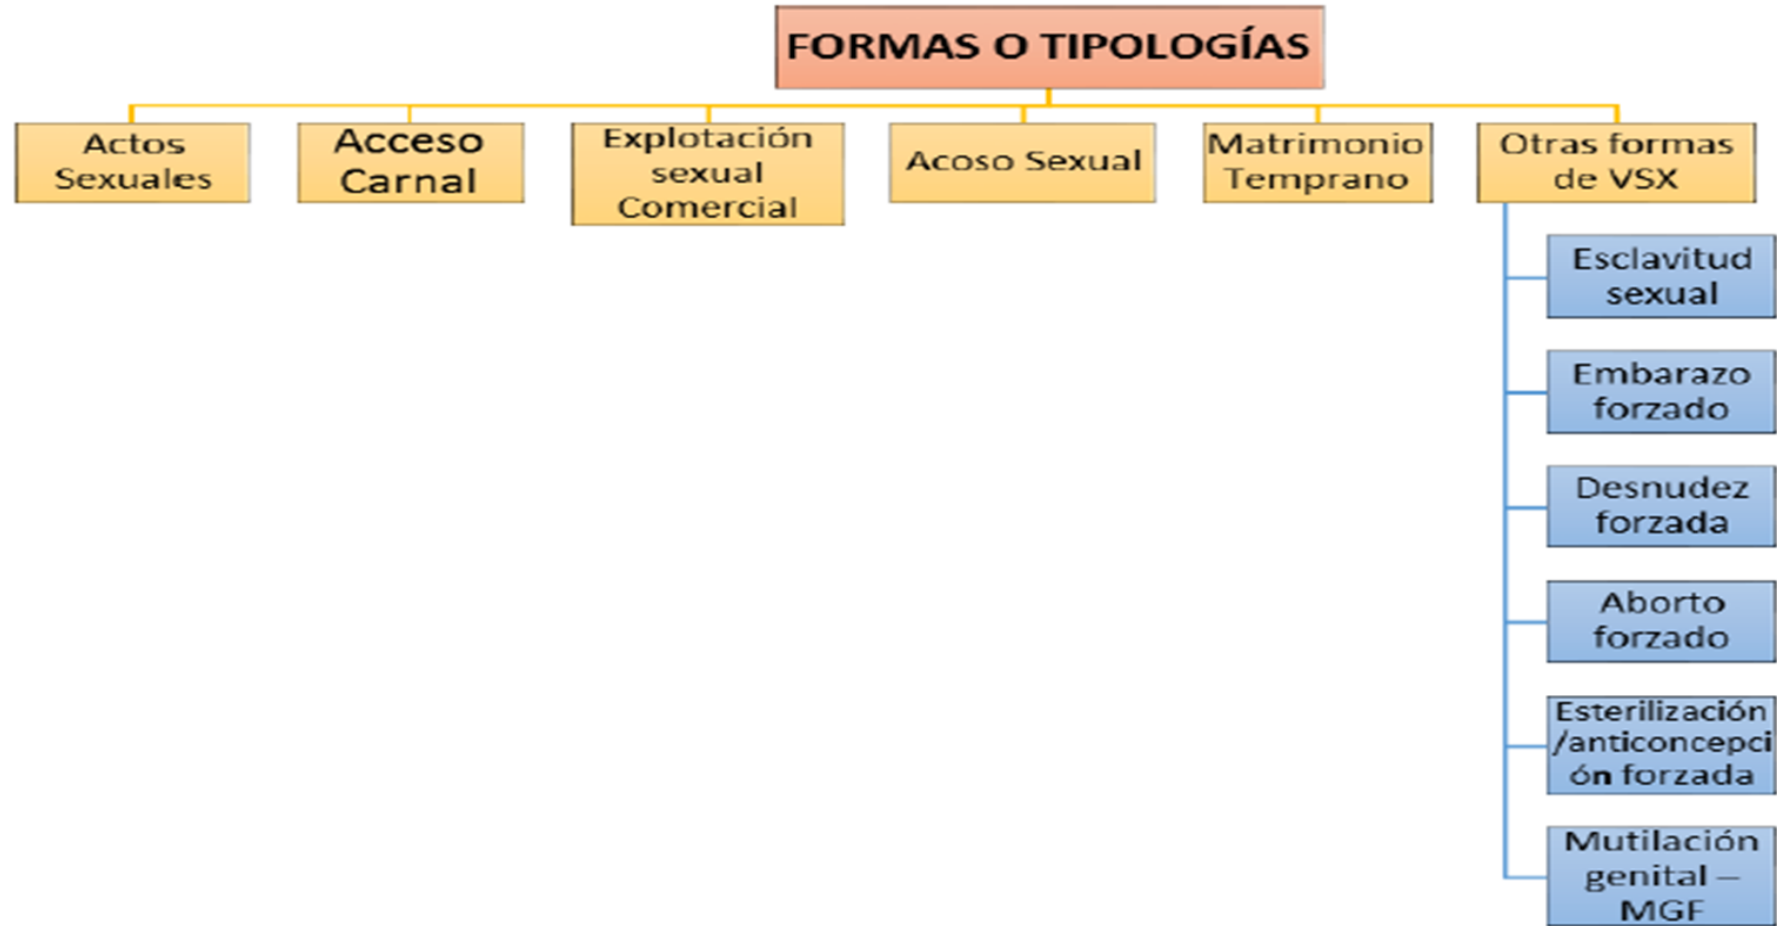 FORMAS O TIPOLOGÍAS
Actos
Sexuales
Acceso
Carnal
Explotación
sexual
Comercial
Acoso Sexual
Matrimonio
Temprano
Otras formas
de VSX
Esclavitud
sexual
Embarazo
forzado
Desnudez
forzada
Aborto
forzado
Esterilización
/anticoncepci
ón forzada
Mutilación
genital –
MGF